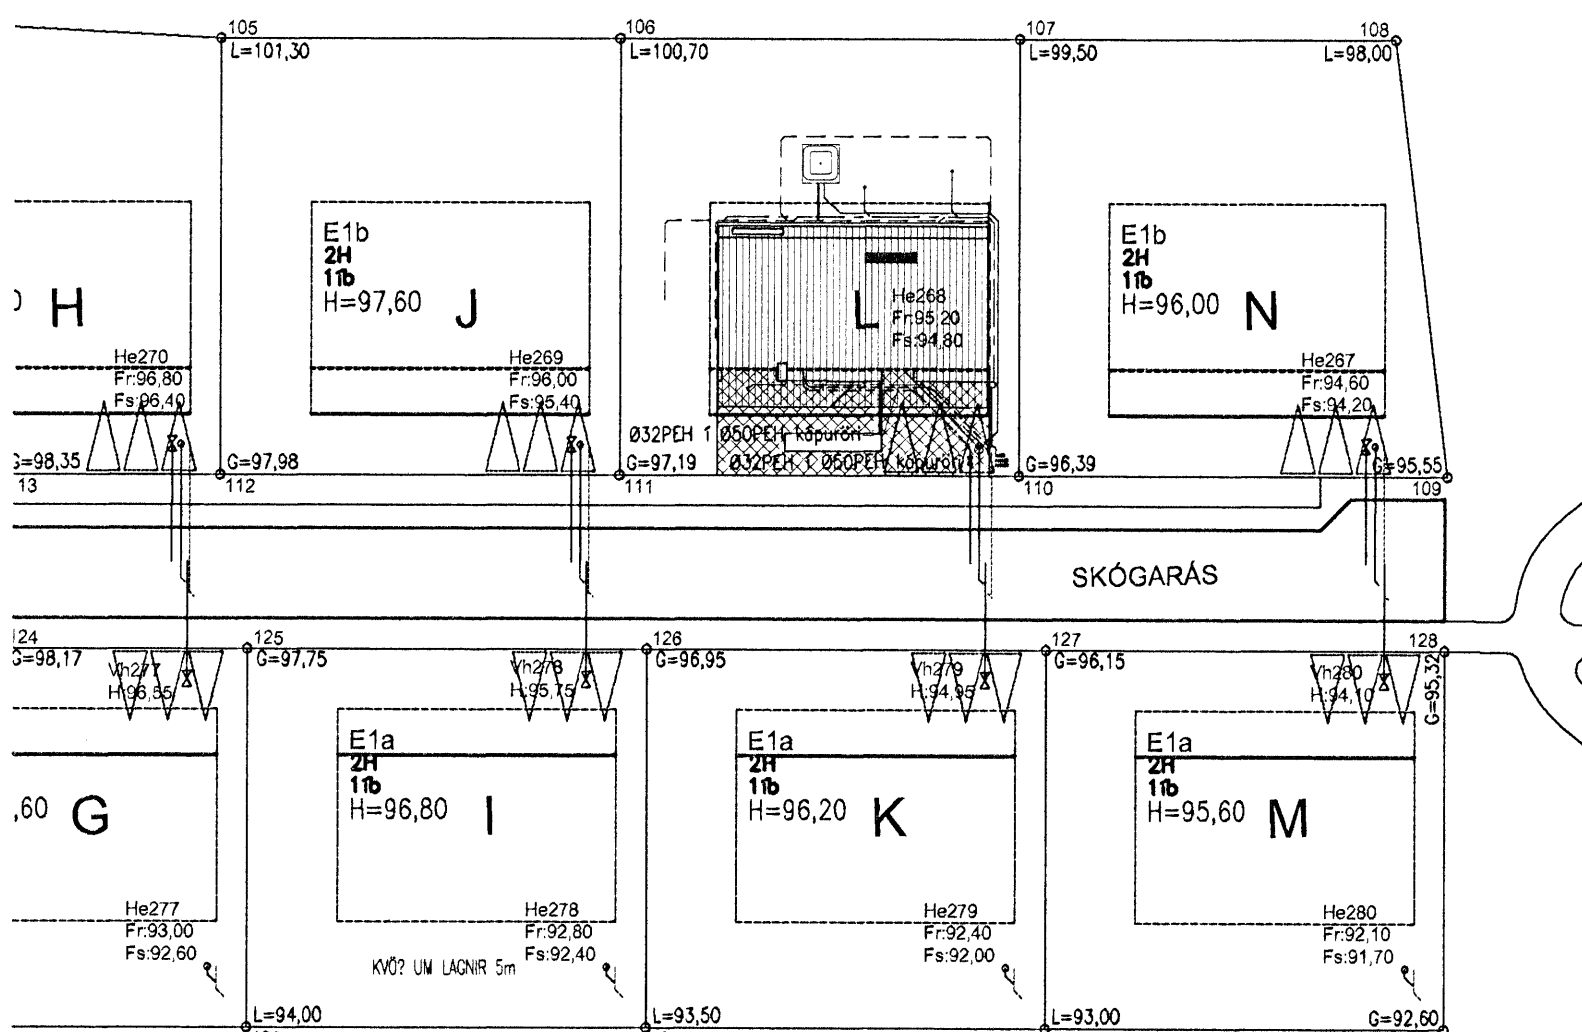 105
L=101,30
106
L=100,70
107
L=99,50
108
L=98,00
H
He270
Fr:96,80
Fs:96,40
E1b
2H
11b
H=97,60
J
He269
Fr:96,00
Fs:95,40
L
He268
Fr:95,20
Fs:94,80
E1b
2H
11b
H=96,00
N
He267
Fr:94,60
Fs:94,20
Ø32PEH 1 Ø50PEH kápurör
Ø32PEH 1 Ø50PEH kápurör
G=98,35
13
G=97,98
112
G=97,19
111
G=96,39
110
G=95,55
109
SKÓGARÁS
124
G=98,17
Vh277
H:96,55
125
G=97,75
Vh278
H:95,75
126
G=96,95
Vh279
H:94,95
127
G=96,15
Vh280
H:94,10
128
G=95,32
,60
G
He277
Fr:93,00
Fs:92,60
E1a
2H
11b
H=96,80
I
He278
Fr:92,80
Fs:92,40
E1a
2H
11b
H=96,20
K
He279
Fr:92,40
Fs:92,00
E1a
2H
11b
H=95,60
M
He280
Fr:92,10
Fs:91,70
KVÖ? UM LAGNIR 5m
L=94,00
L=93,50
L=93,00
G=92,60